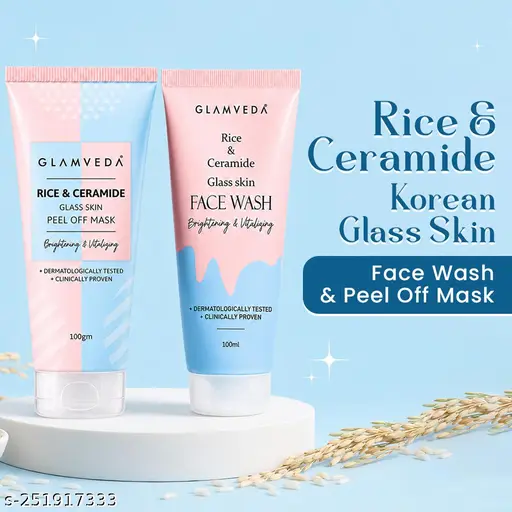 GLAMVEDA
RICE & CERAMIDE
GLASS SKIN
PEEL OFF MASK
Brightening & Vitalizing
• DERMATOLOGICALLY TESTED
+ CLINICALLY PROVEN
100gm
GLAMVEDA
Rice
&
Ceramide
Glass skin
FACE WASH
Brightening & Vitalizing
• DERMATOLOGICALLY TESTED
+ CLINICALLY PROVEN
100ml
Rice &
Ceramide
Korean
Glass Skin
Face Wash
& Peel Off Mask
s-251917333